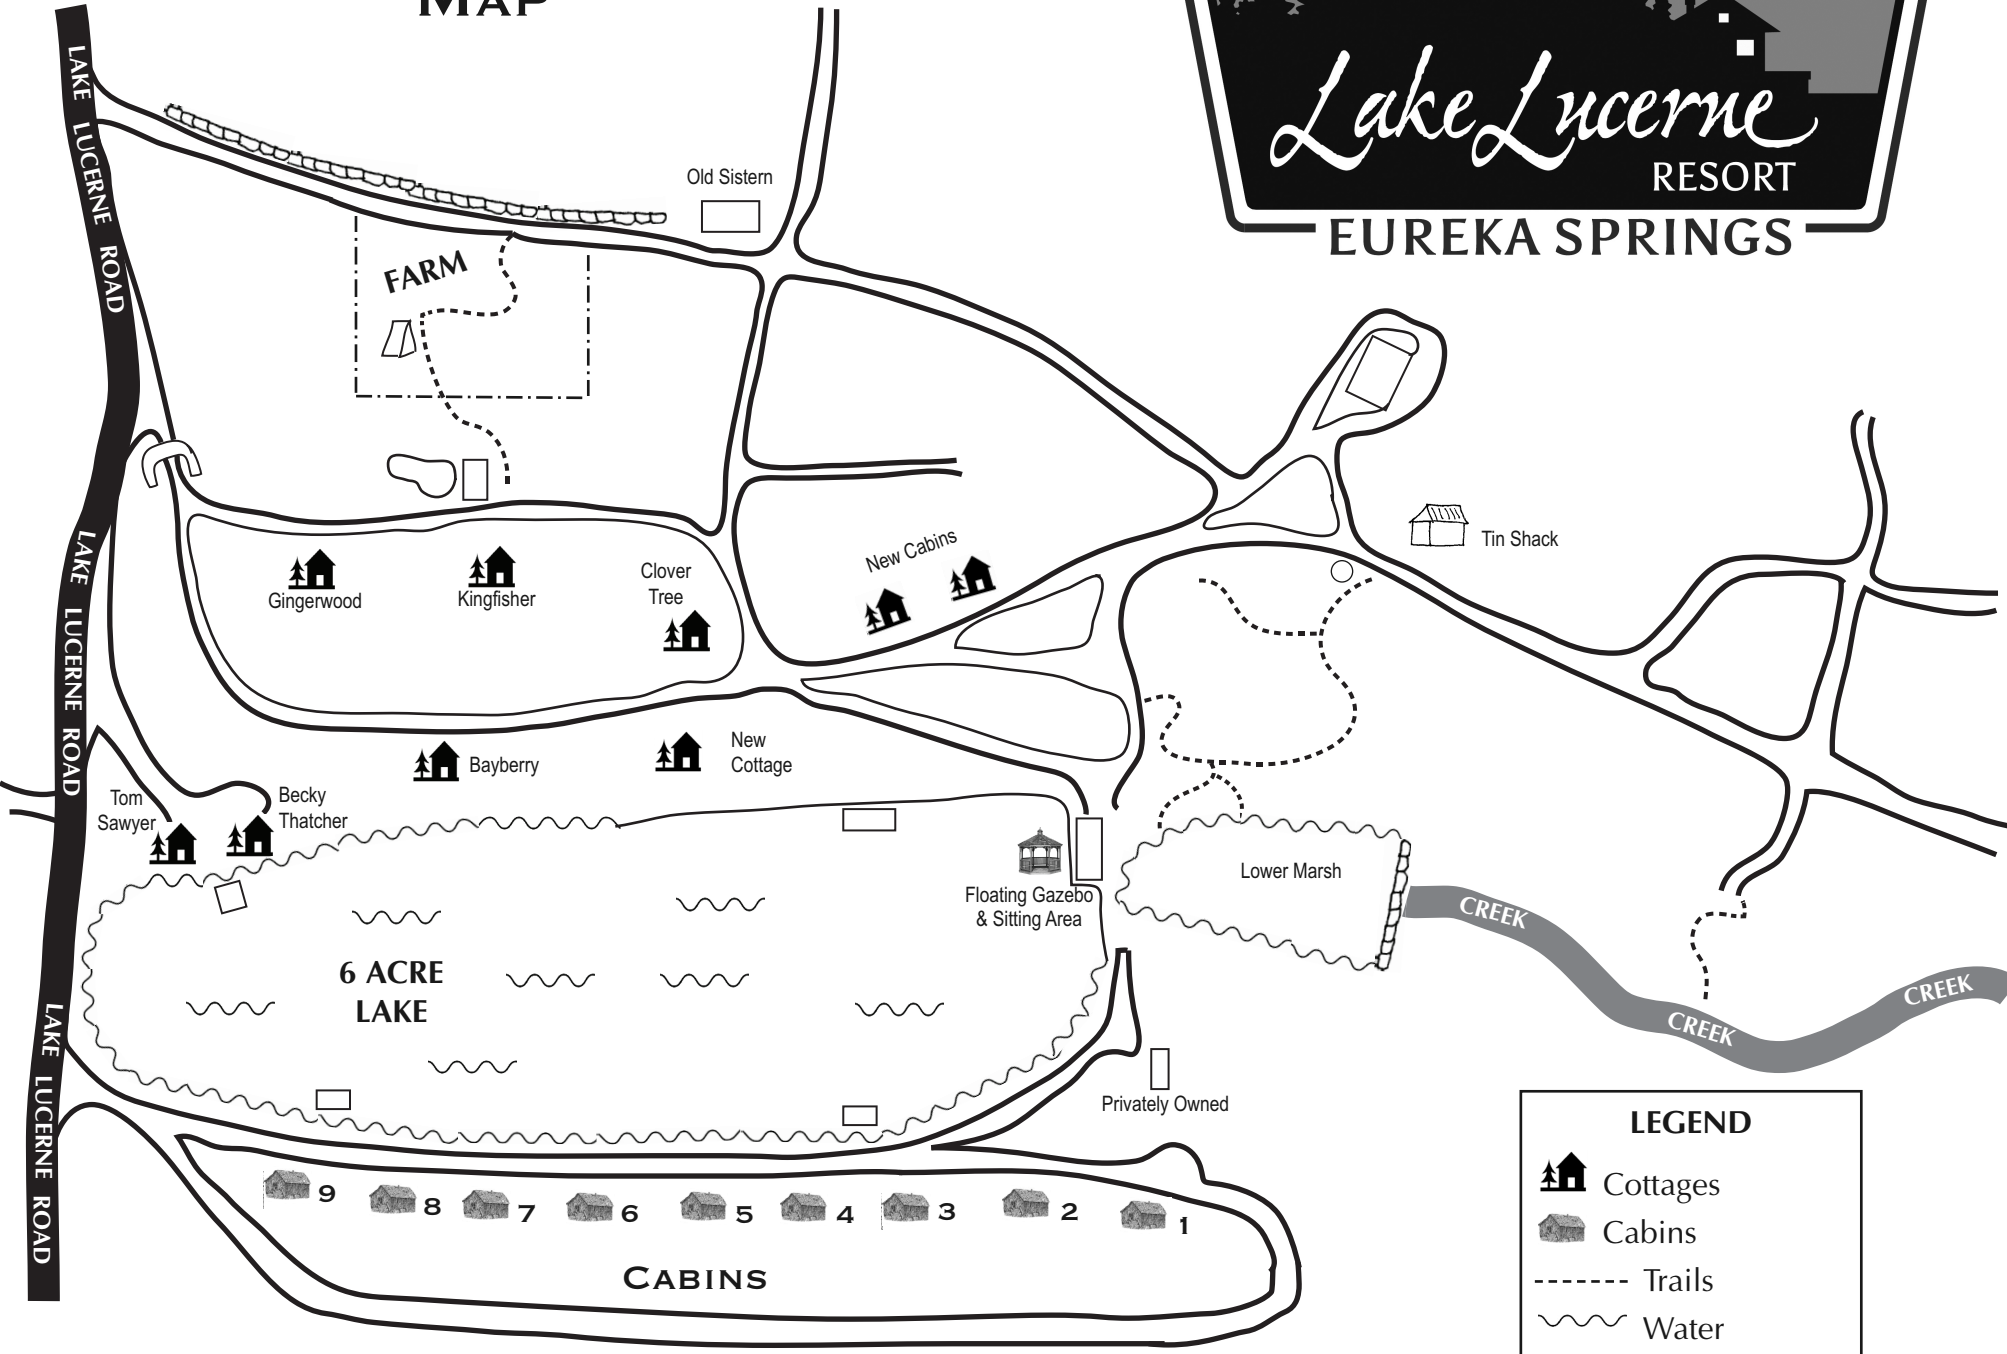 MAP
Lake Lucerne
RESORT
EUREKA SPRINGS
LAKE LUCERNE ROAD
Old Sistern
FARM
Tin Shack
New Cabins
Gingerwood
Kingfisher
Clover
Tree
LAKE LUCERNE ROAD
Bayberry
New
Cottage
Tom
Sawyer
Becky
Thatcher
Floating Gazebo
& Sitting Area
Lower Marsh
CREEK
CREEK
CREEK
6 ACRE
LAKE
LAKE LUCERNE ROAD
Privately Owned
9
8
7
6
5
4
3
2
1
CABINS
LEGEND
Cottages
Cabins
Trails
Water